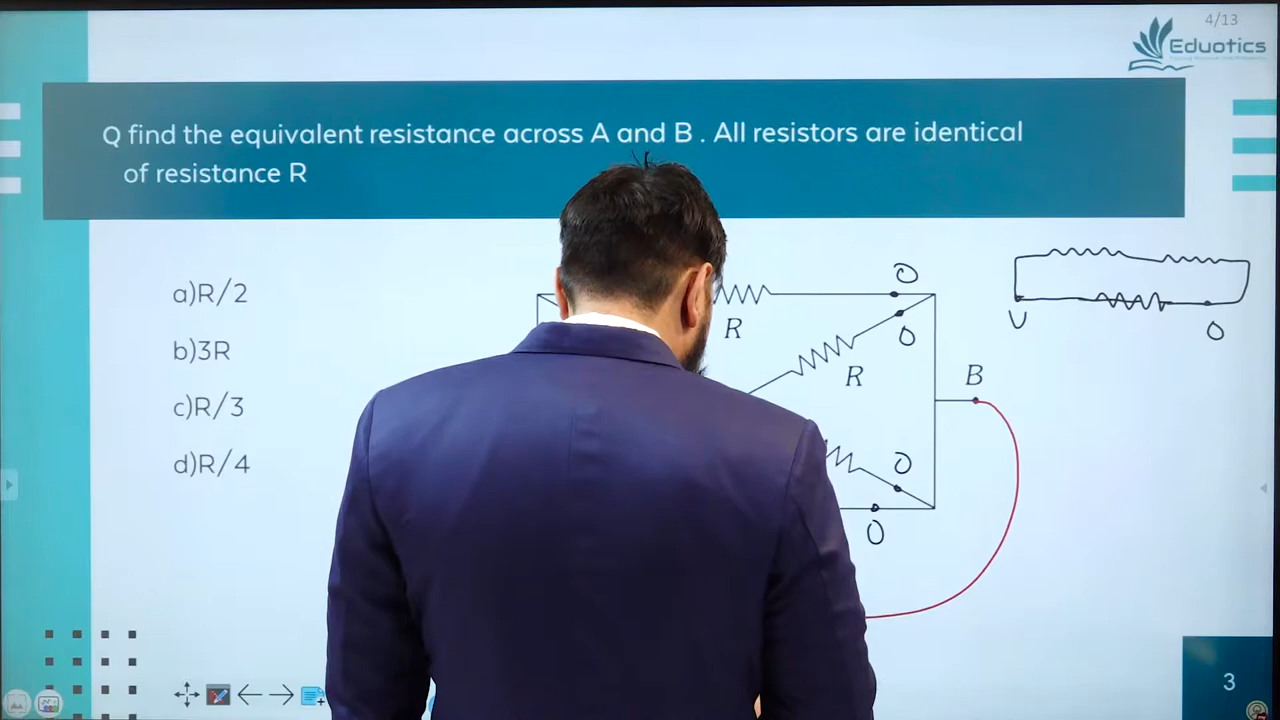 4/13
Eduotics
Q find the equivalent resistance across A and B . All resistors are identical
of resistance R
a)R/2
b)3R
c)R/3
d)R/4
O
R
O
R
B
O
O
V
O
3